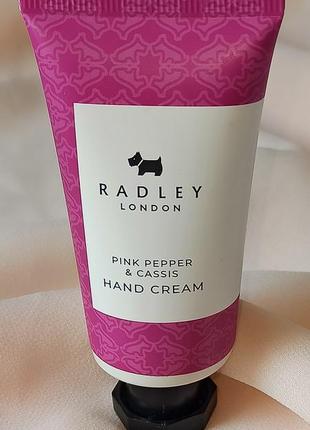 RADLEY
LONDON
PINK PEPPER
& CASSIS
HAND CREAM